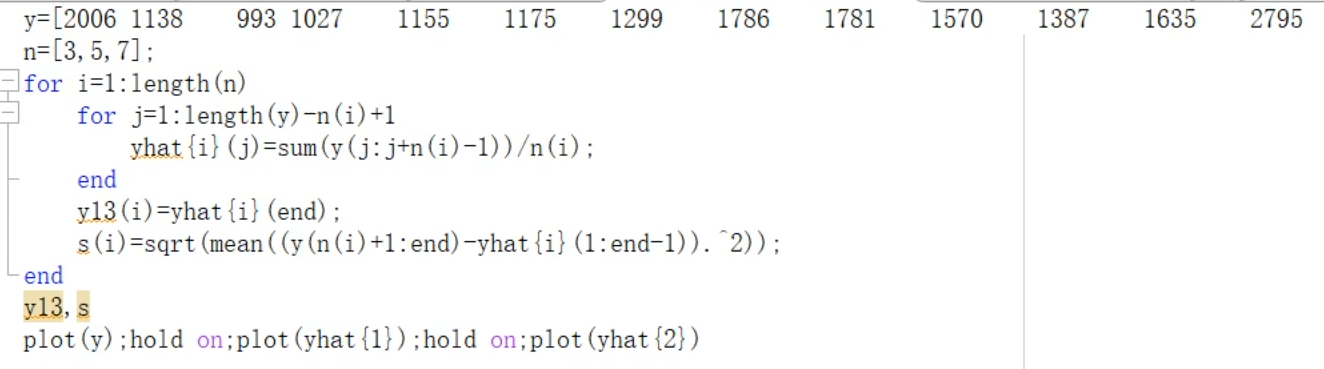 y=[2006 1138 993 1027 1155 1175 1299 1786 1781 1570 1387 1635 2795
n=[3,5,7];
for i=1:length(n)
for j=1:length(y)-n(i)+1
yhat{i}(j)=sum(y(j:j+n(i)-1))/n(i);
end
y13(i)=yhat{i}(end);
s(i)=sqrt(mean((y(n(i)+1:end)-yhat{i}(1:end-1)).^2));
end
y13,s
plot(y);hold on;plot(yhat{1});hold on;plot(yhat{2})